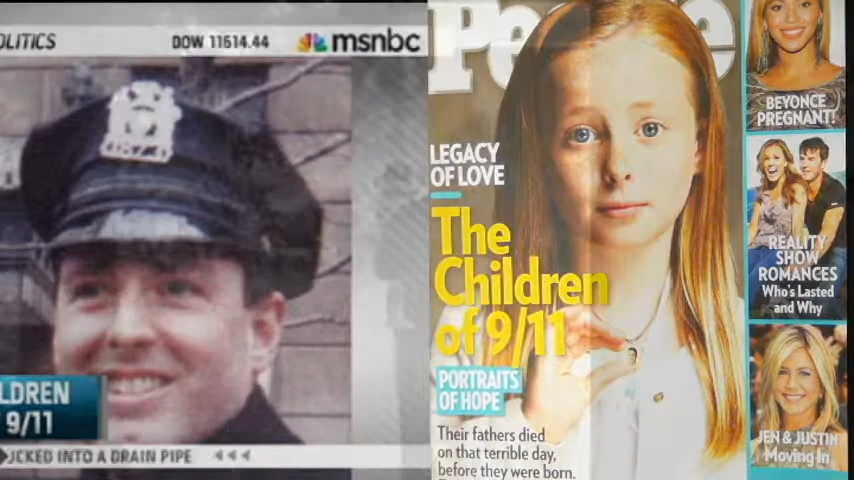 OLITICS
DOW 11614.44
msnbc
LDREN
9/11
CKED INTO A DRAIN PIPE
People
LEGACY
OF LOVE
The
Children
of 9/11
PORTRAITS
OF HOPE
Their fathers died
on that terrible day,
before they were born.
BEYONCE
PREGNANT!
REALITY
SHOW
ROMANCES
Who's Lasted
and Why
JEN & JUSTIN
Moving In